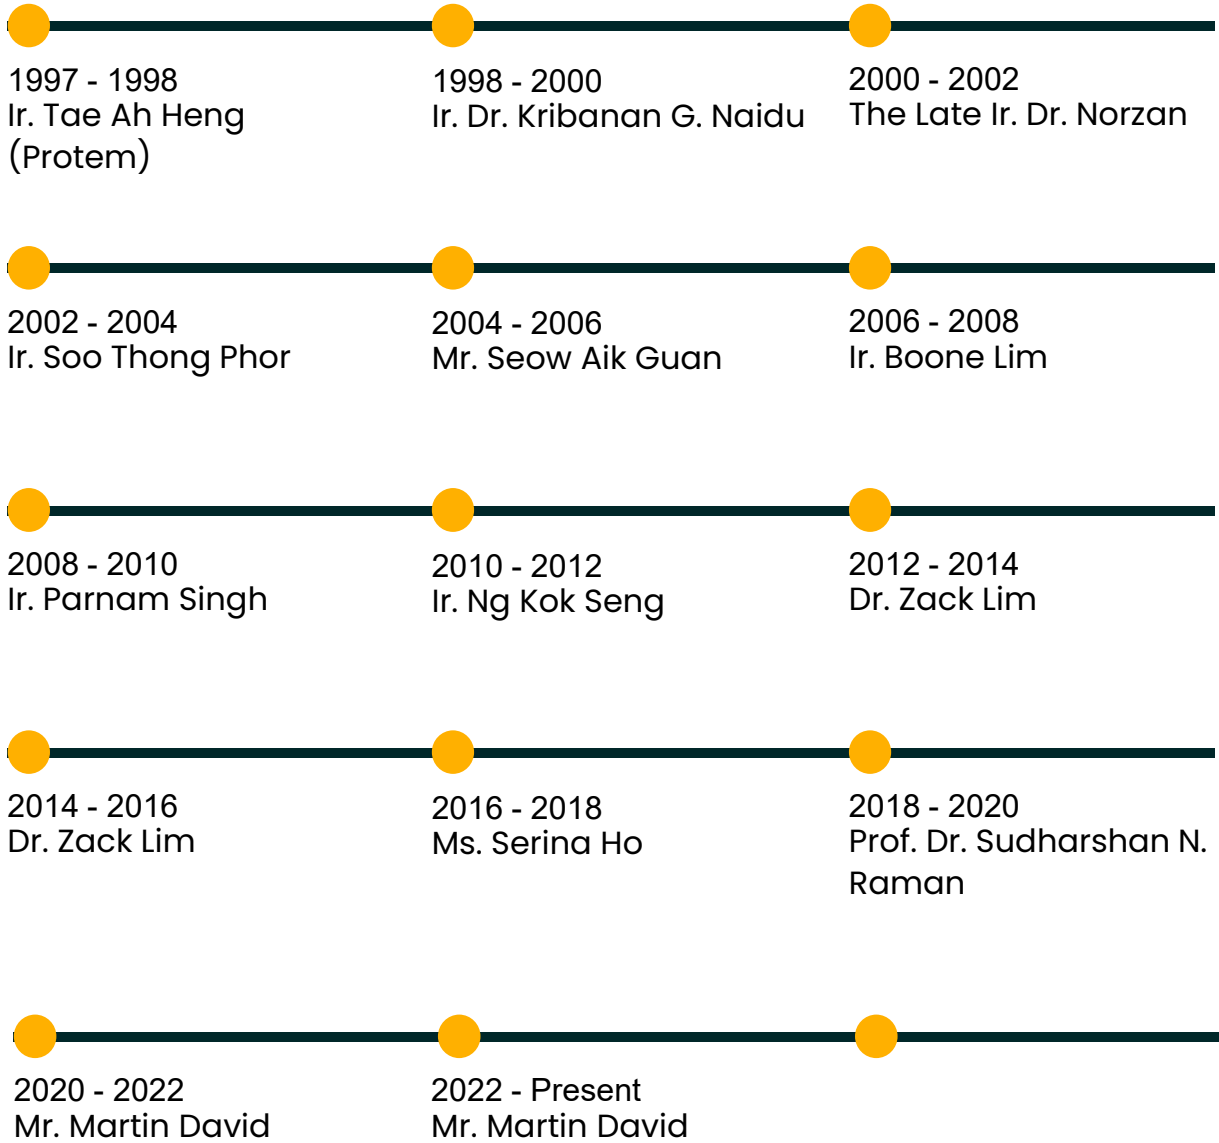 1997 - 1998
Ir. Tae Ah Heng
(Protem)
1998 - 2000
Ir. Dr. Kribanan G. Naidu
2000 - 2002
The Late Ir. Dr. Norzan
2002 - 2004
Ir. Soo Thong Phor
2004 - 2006
Mr. Seow Aik Guan
2006 - 2008
Ir. Boone Lim
2008 - 2010
Ir. Parnam Singh
2010 - 2012
Ir. Ng Kok Seng
2012 - 2014
Dr. Zack Lim
2014 - 2016
Dr. Zack Lim
2016 - 2018
Ms. Serina Ho
2018 - 2020
Prof. Dr. Sudharshan N.
Raman
2020 - 2022
Mr. Martin David
2022 - Present
Mr. Martin David